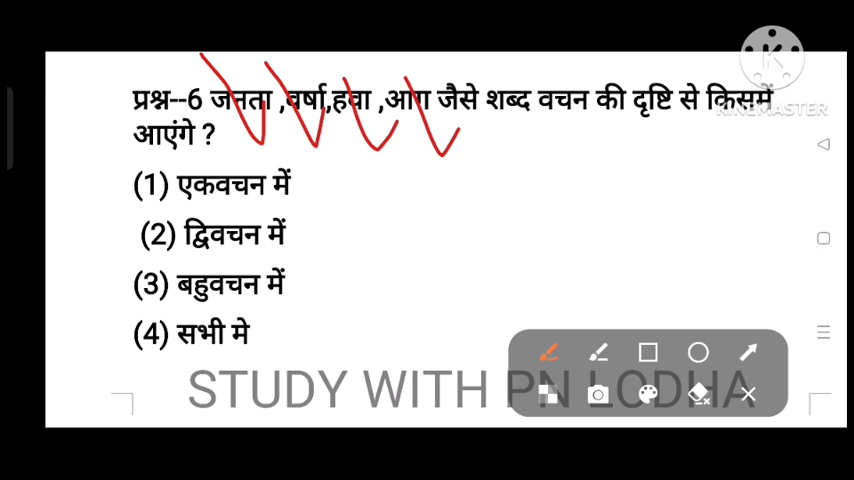 प्रश्न--6 जनता ,वर्षा,हवा ,आग जैसे शब्द वचन की दृष्टि से किसमें
आएंगे ?
(1) एकवचन में
(2) द्विवचन में
(3) बहुवचन में
(4) सभी मे
STUDY WITH PN LODHA
K
KINEMASTER